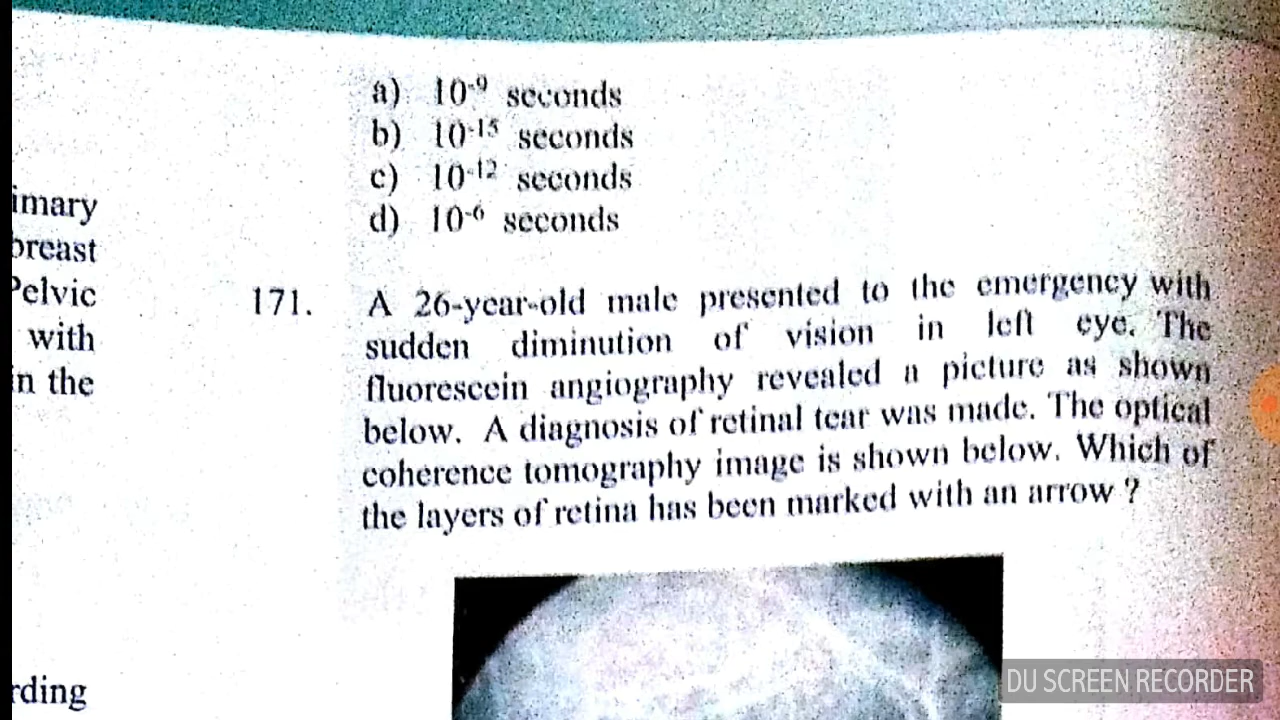 a) 10-9 seconds
b) 10-15 seconds
c) 10-12 seconds
d) 10-6 seconds
imary
breast
Pelvic
with
in the
rding
171. A 26-year-old male presented to the emergency with
sudden diminution of vision in left eye. The
fluorescein angiography revealed a picture as shown
below. A diagnosis of retinal tear was made. The optical
coherence tomography image is shown below. Which of
the layers of retina has been marked with an arrow ?
DU SCREEN RECORDER